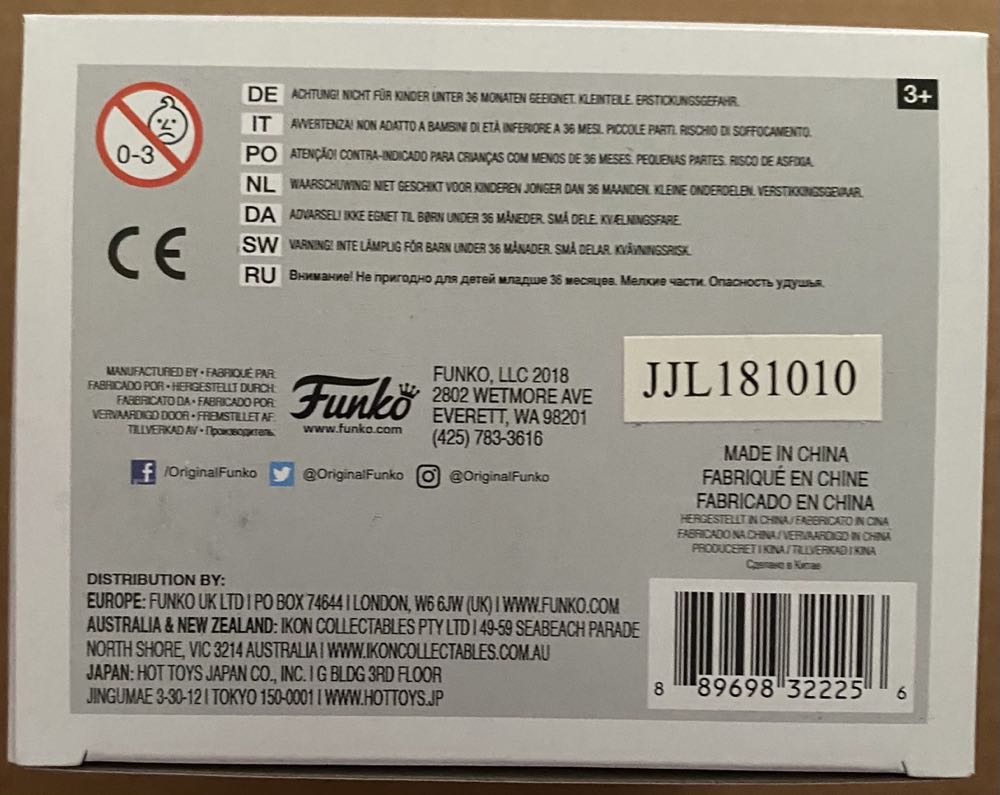 3+
0-3
DE ACHTUNG! NICHT FÜR KINDER UNTER 36 MONATEN GEEIGNET. KLEINTEILE. ERSTICKUNGSGEFAHR.
IT AVVERTENZA! NON ADATTO A BAMBINI DI ETÀ INFERIORE A 36 MESI. PICCOLE PARTI. RISCHIO DI SOFFOCAMENTO.
PO ATENÇÃO! CONTRA-INDICADO PARA CRIANÇAS COM MENOS DE 36 MESES. PEQUENAS PARTES. RISCO DE ASFIXIA.
NL WAARSCHUWING! NIET GESCHIKT VOOR KINDEREN JONGER DAN 36 MAANDEN. KLEINE ONDERDELEN. VERSTIKKINGSGEVAAR.
DA ADVARSEL! IKKE EGNET TIL BØRN UNDER 36 MÅNEDER. SMÅ DELE. KVÆLNINGSFARE.
SW VARNING! INTE LÄMPLIG FÖR BARN UNDER 36 MÅNADER. SMÅ DELAR. KVÄVNINGSRISK.
RU Внимание! Не пригодно для детей младше 36 месяцев. Мелкие части. Опасность удушья.
CE
MANUFACTURED BY • FABRIQUÉ PAR:
FABRICADO POR • HERGESTELLT DURCH:
FABBRICATO DA • FABRICADO POR:
VERVAARDIGD DOOR • FREMSTILLET AF:
TILLVERKAD AV • Производитель
Funko
www.funko.com
FUNKO, LLC 2018
2802 WETMORE AVE
EVERETT, WA 98201
(425) 783-3616
JJL181010
f /OriginalFunko @OriginalFunko @OriginalFunko
MADE IN CHINA
FABRIQUÉ EN CHINE
FABRICADO EN CHINA
HERGESTELLT IN CHINA / FABBRICATO IN CINA
FABRICADO NA CHINA / VERVAARDIGD IN CHINA
PRODUCERET I KINA / TILLVERKAD I KINA
Сделано в Китае
DISTRIBUTION BY:
EUROPE: FUNKO UK LTD | PO BOX 74644 | LONDON, W6 6JW (UK) | WWW.FUNKO.COM
AUSTRALIA & NEW ZEALAND: IKON COLLECTABLES PTY LTD | 49-59 SEABEACH PARADE
NORTH SHORE, VIC 3214 AUSTRALIA | WWW.IKONCOLLECTABLES.COM.AU
JAPAN: HOT TOYS JAPAN CO., INC. | G BLDG 3RD FLOOR
JINGUMAE 3-30-12 | TOKYO 150-0001 | WWW.HOTTOYS.JP
8 89698 32225 6